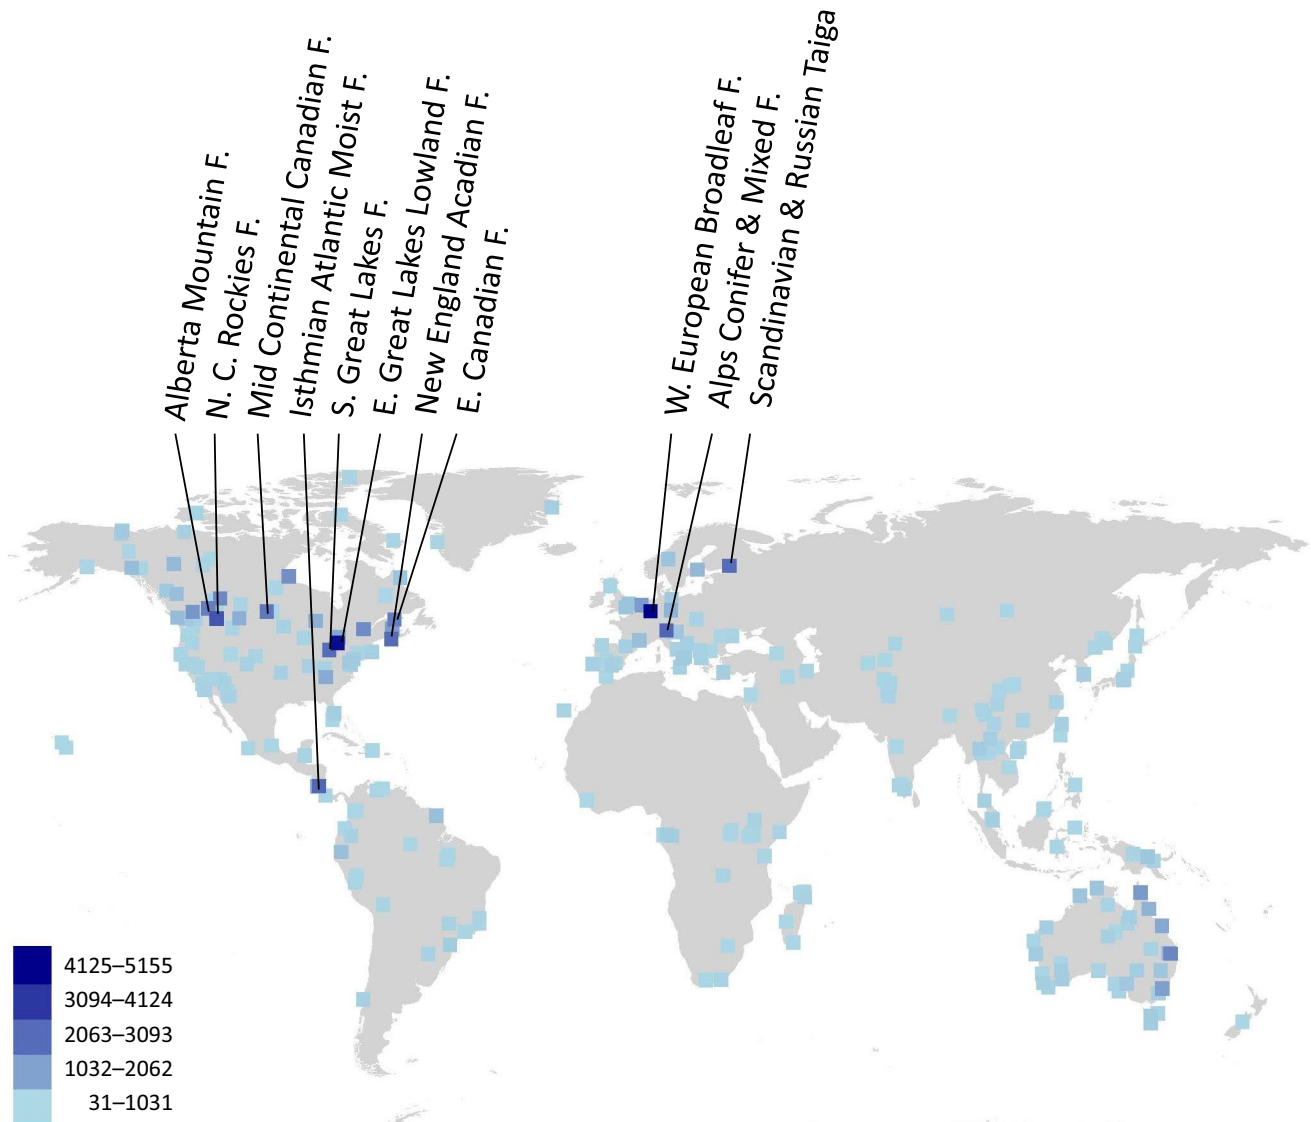 Alberta Mountain F.
N. C. Rockies F.
Mid Continental Canadian F.
Isthmian Atlantic Moist F.
S. Great Lakes F.
E. Great Lakes Lowland F.
New England Acadian F.
E. Canadian F.
W. European Broadleaf F.
Alps Conifer & Mixed F.
Scandinavian & Russian Taiga
4125–5155
3094–4124
2063–3093
1032–2062
31–1031